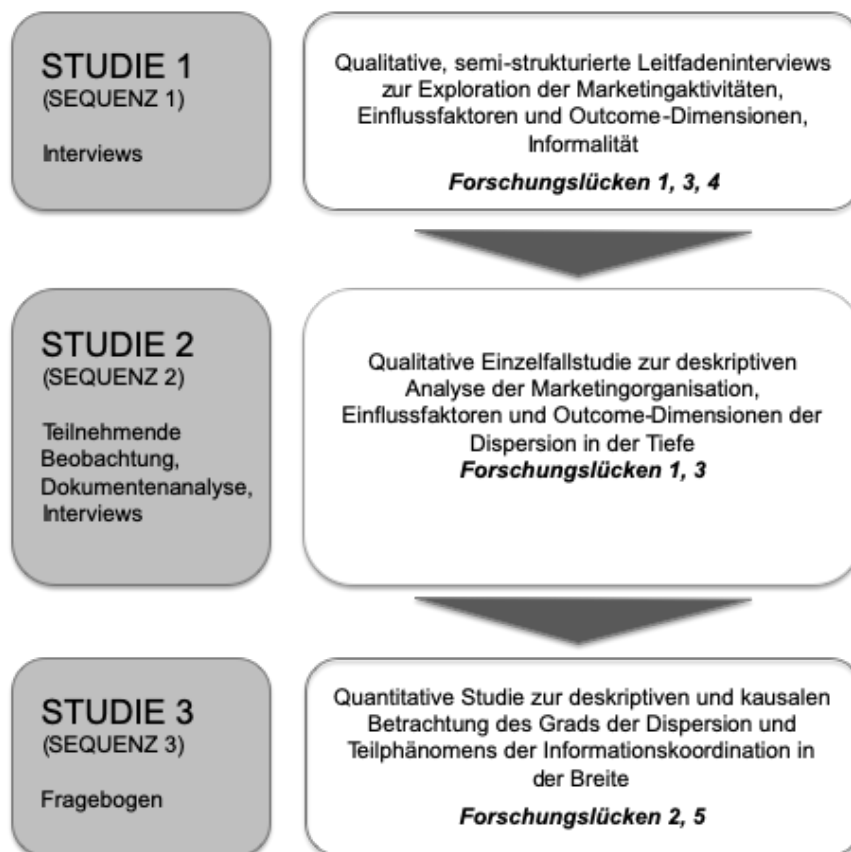 STUDIE 1
(SEQUENZ 1)
Interviews
Qualitative, semi-strukturierte Leitfadeninterviews
zur Exploration der Marketingaktivitäten,
Einflussfaktoren und Outcome-Dimensionen,
Informalität
Forschungslücken 1, 3, 4
STUDIE 2
(SEQUENZ 2)
Teilnehmende
Beobachtung,
Dokumentenanalyse,
Interviews
Qualitative Einzelfallstudie zur deskriptiven
Analyse der Marketingorganisation,
Einflussfaktoren und Outcome-Dimensionen der
Dispersion in der Tiefe
Forschungslücken 1, 3
STUDIE 3
(SEQUENZ 3)
Fragebogen
Quantitative Studie zur deskriptiven und kausalen
Betrachtung des Grads der Dispersion und
Teilphänomens der Informationskoordination in
der Breite
Forschungslücken 2, 5